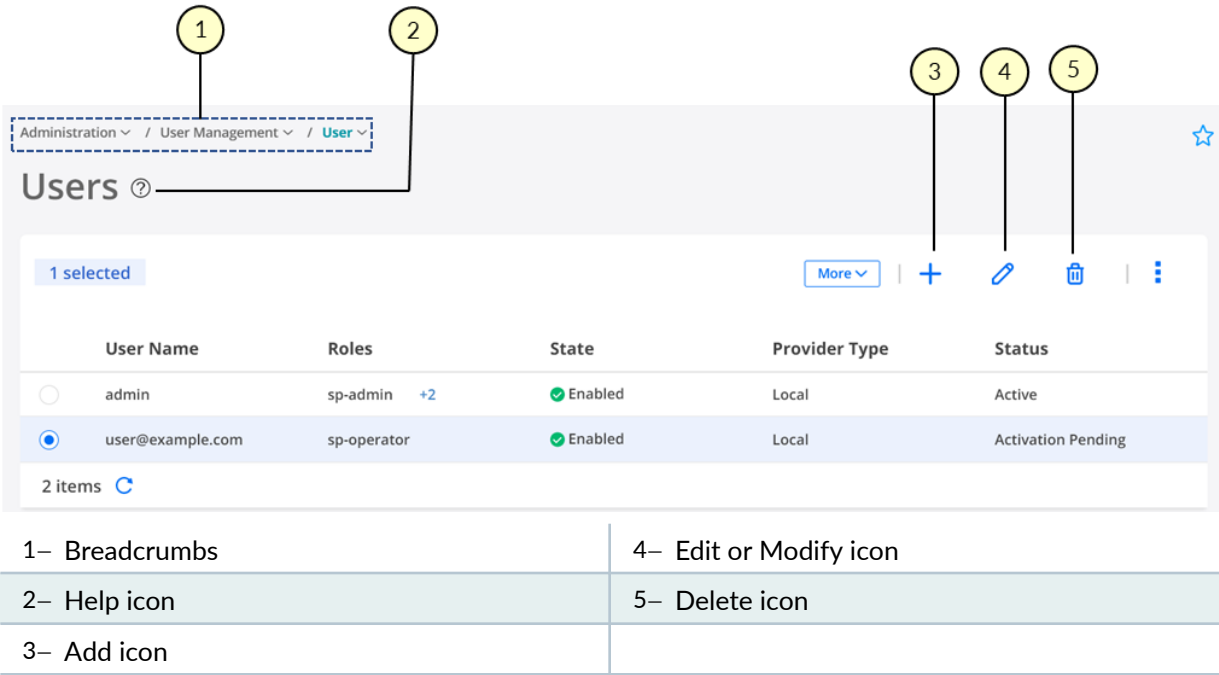 1 2
3 4 5
Administration / User Management / User
Users ?
1 selected More
User Name Roles State Provider Type Status
admin sp-admin +2 Enabled Local Active
user@example.com sp-operator Enabled Local Activation Pending
2 items
1– Breadcrumbs 4– Edit or Modify icon
2– Help icon 5– Delete icon
3– Add icon